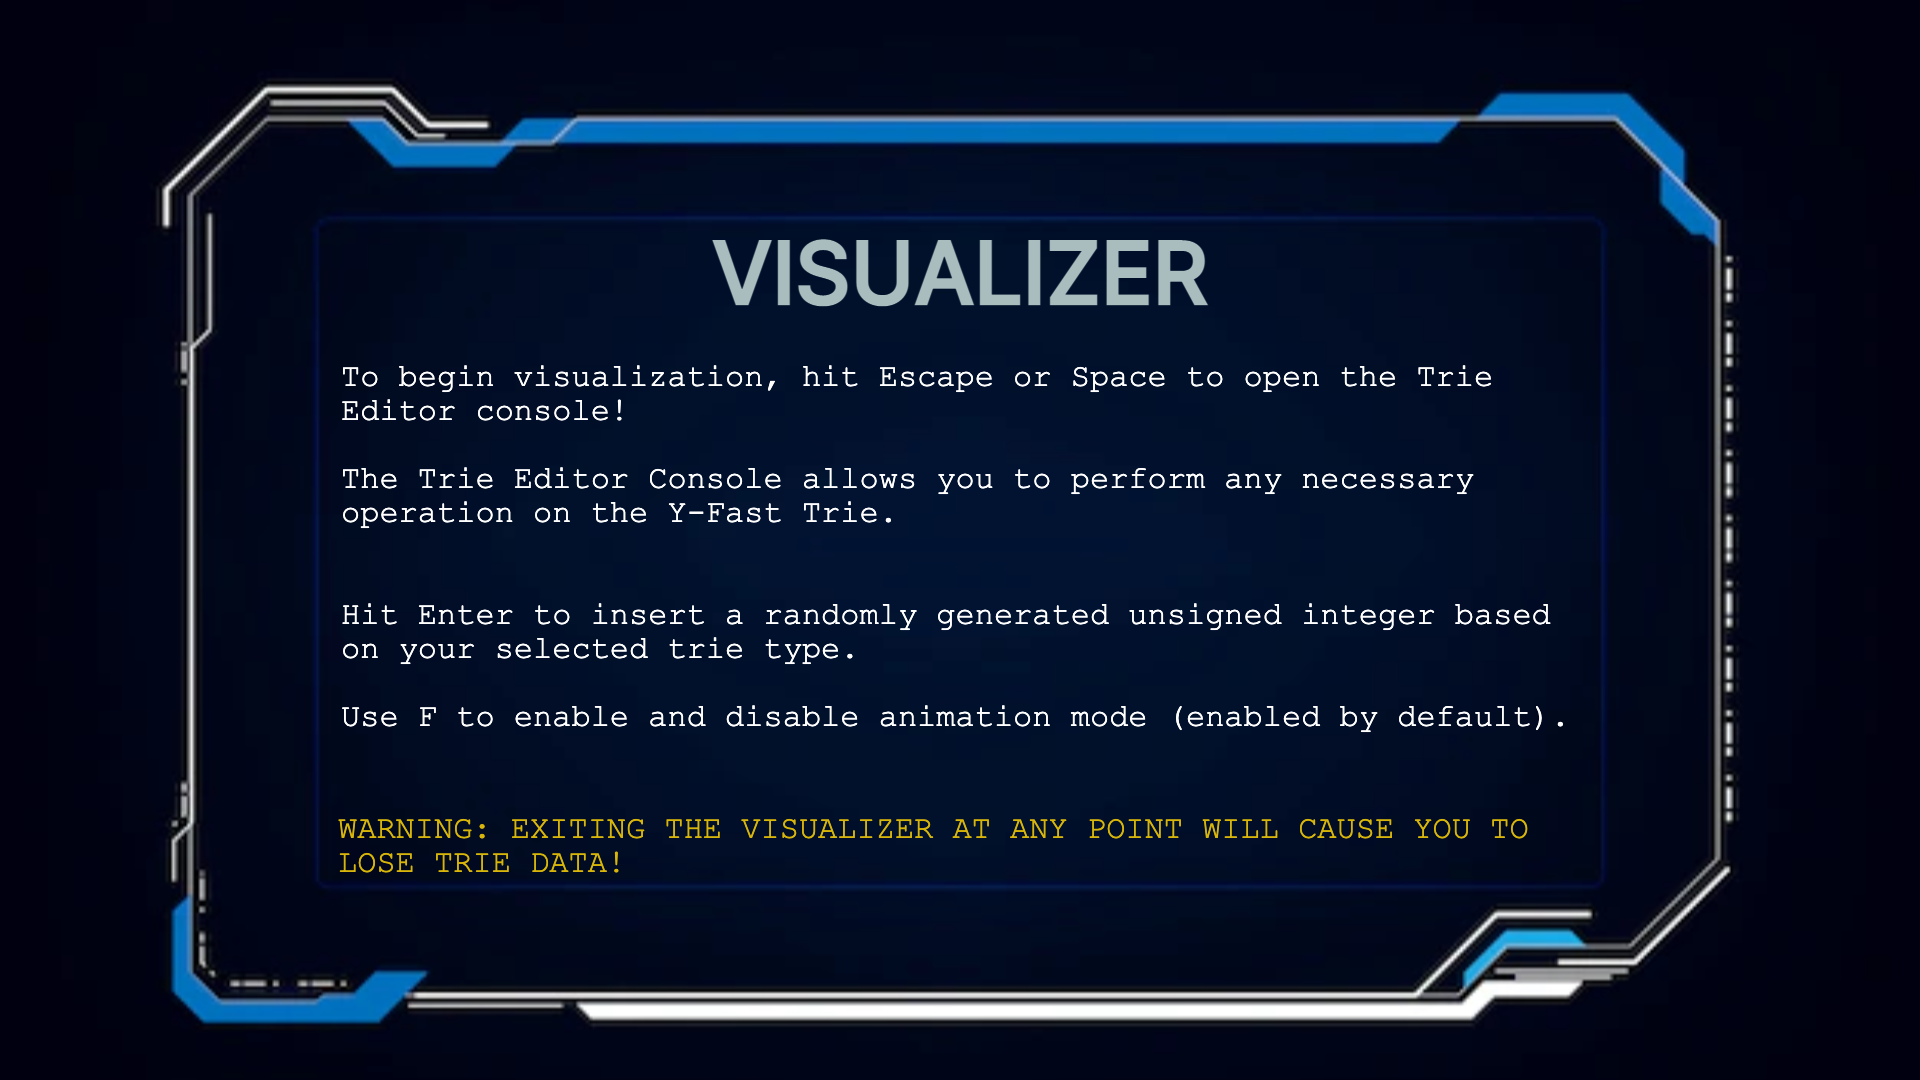 VISUALIZER
To begin visualization, hit Escape or Space to open the Trie
Editor console!
The Trie Editor Console allows you to perform any necessary
operation on the Y-Fast Trie.
Hit Enter to insert a randomly generated unsigned integer based
on your selected trie type.
Use F to enable and disable animation mode (enabled by default).
WARNING: EXITING THE VISUALIZER AT ANY POINT WILL CAUSE YOU TO
LOSE TRIE DATA!